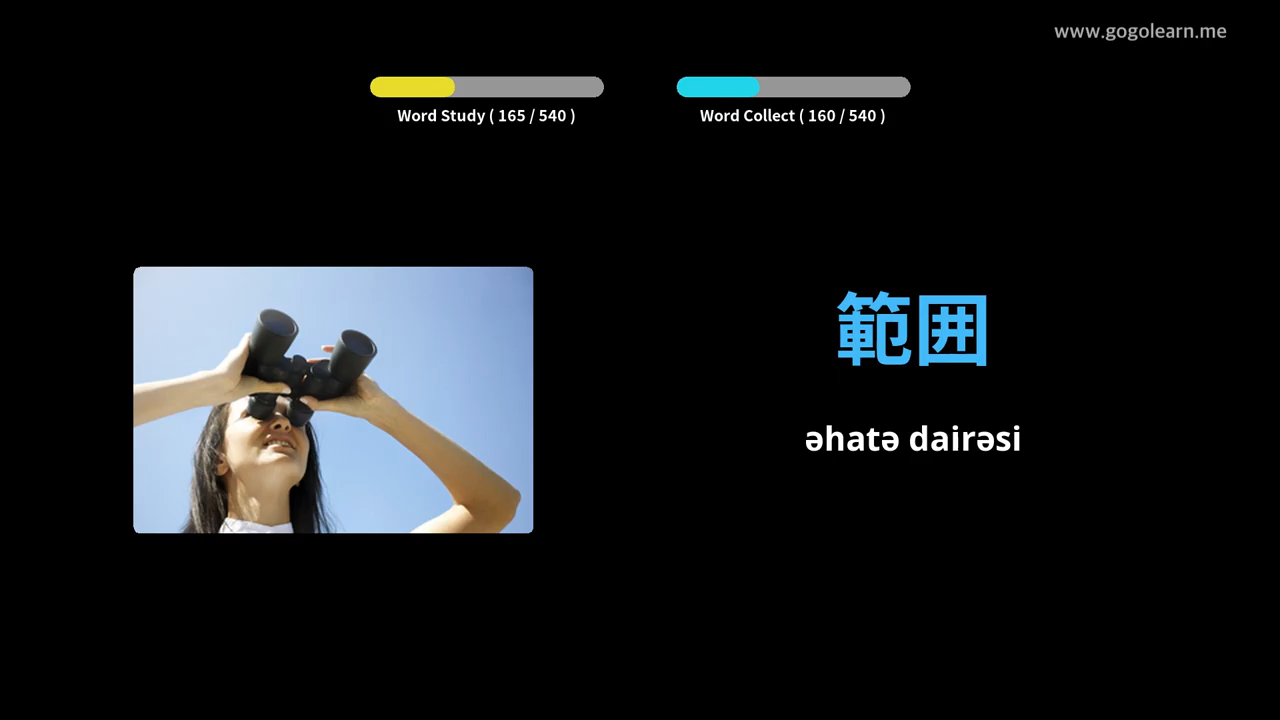 www.gogolearn.me
Word Study ( 165 / 540 )
Word Collect ( 160 / 540 )
範囲
əhatə dairəsi